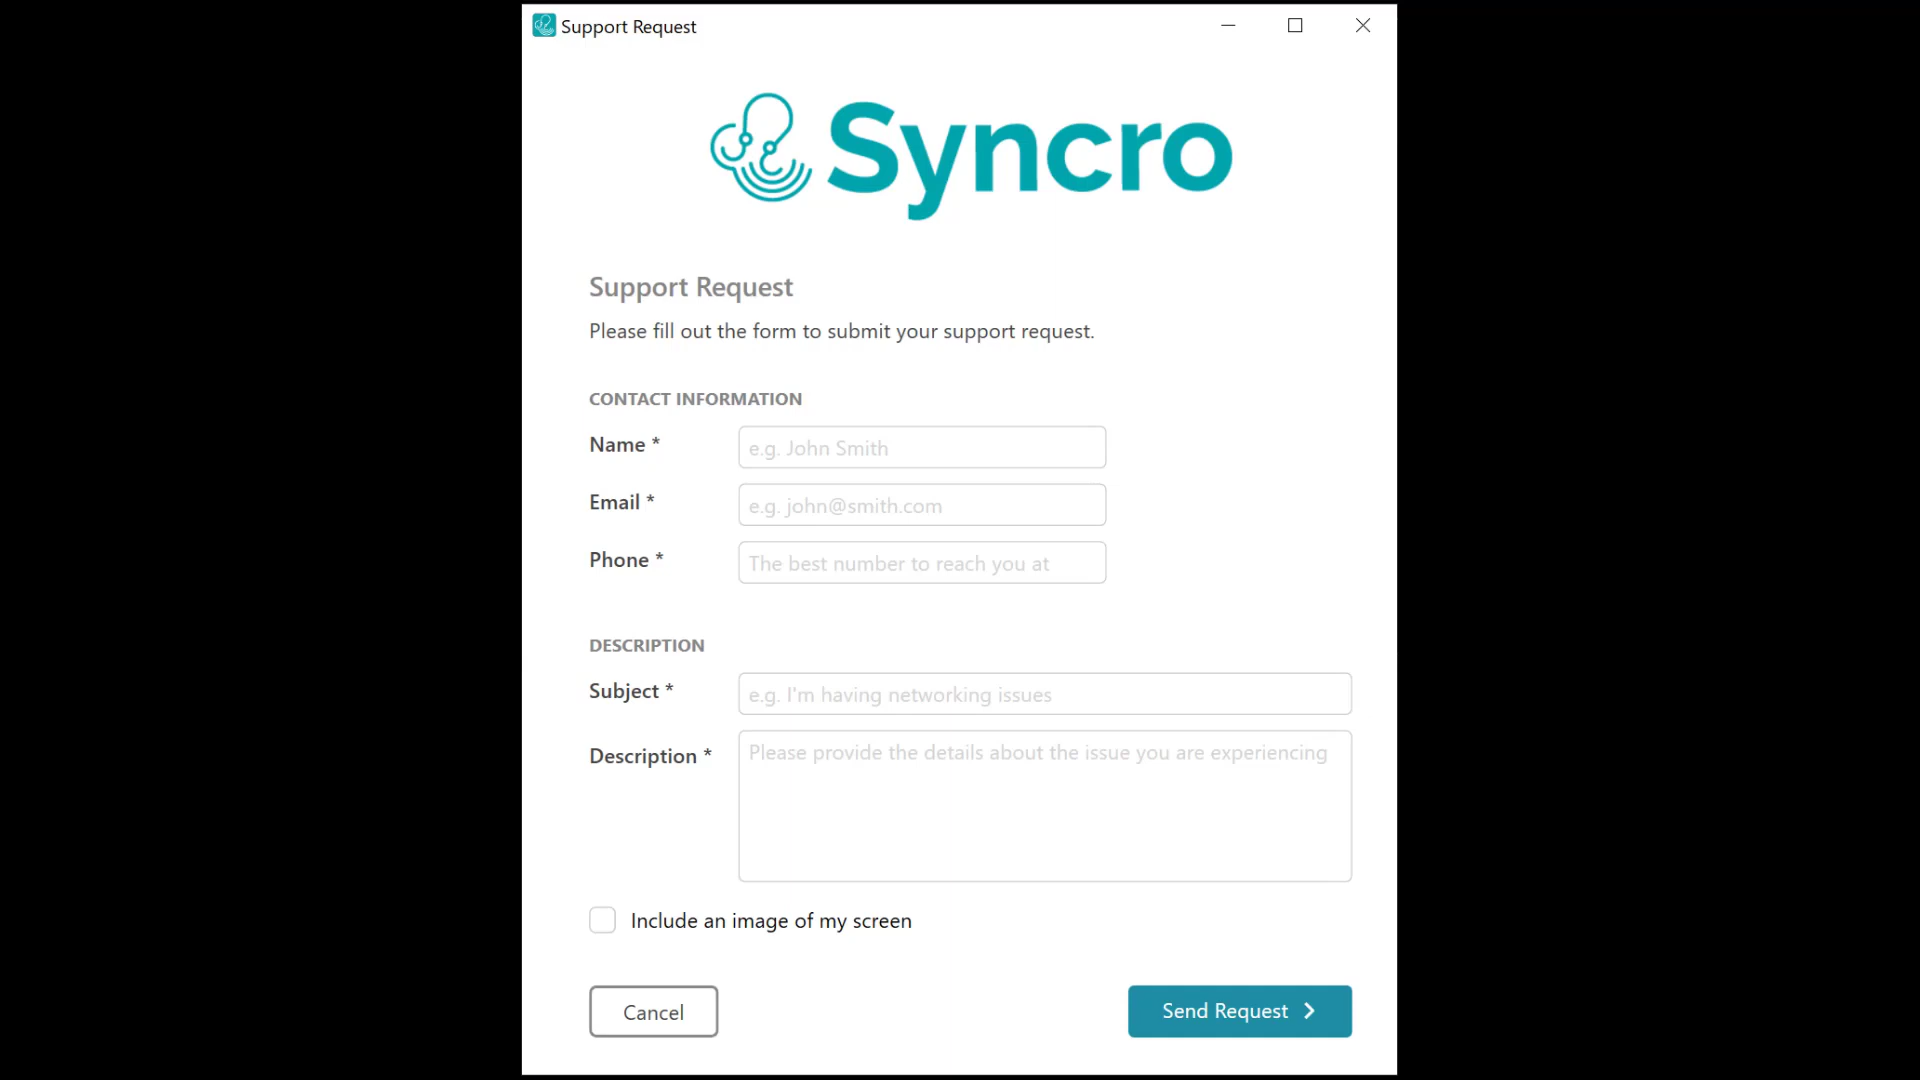 Support Request
Syncro
Support Request
Please fill out the form to submit your support request.
CONTACT INFORMATION
Name *
e.g. John Smith
Email *
e.g. john@smith.com
Phone *
The best number to reach you at
DESCRIPTION
Subject *
e.g. I'm having networking issues
Description *
Please provide the details about the issue you are experiencing
Include an image of my screen
Cancel
Send Request